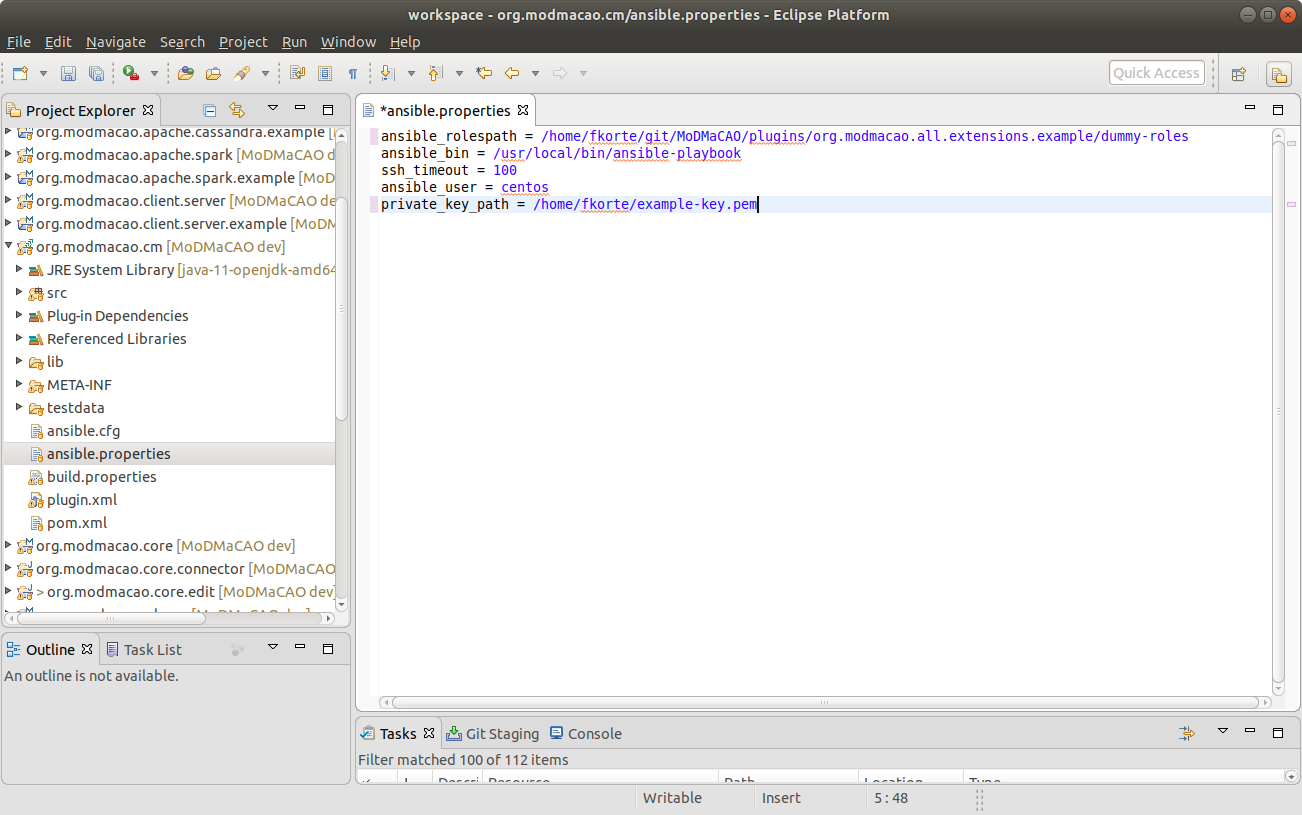 workspace - org.modmacao.cm/ansible.properties - Eclipse Platform
File Edit Navigate Search Project Run Window Help
Quick Access
Project Explorer
*ansible.properties
org.modmacao.apache.cassandra.example
org.modmacao.apache.spark [MoDMaCAO d
org.modmacao.apache.spark.example [MoD
org.modmacao.client.server [MoDMaCAO de
org.modmacao.client.server.example [MoDM
org.modmacao.cm [MoDMaCAO dev]
JRE System Library [java-11-openjdk-amd64
src
Plug-in Dependencies
Referenced Libraries
lib
META-INF
testdata
ansible.cfg
ansible.properties
build.properties
plugin.xml
pom.xml
org.modmacao.core [MoDMaCAO dev]
org.modmacao.core.connector [MoDMaCAO
> org.modmacao.core.edit [MoDMaCAO dev]
ansible_rolespath = /home/fkorte/git/MoDMaCAO/plugins/org.modmacao.all.extensions.example/dummy-roles
ansible_bin = /usr/local/bin/ansible-playbook
ssh_timeout = 100
ansible_user = centos
private_key_path = /home/fkorte/example-key.pem
Outline Task List
An outline is not available.
Tasks Git Staging Console
Filter matched 100 of 112 items
Resource Path Location Type
Writable Insert 5 : 48